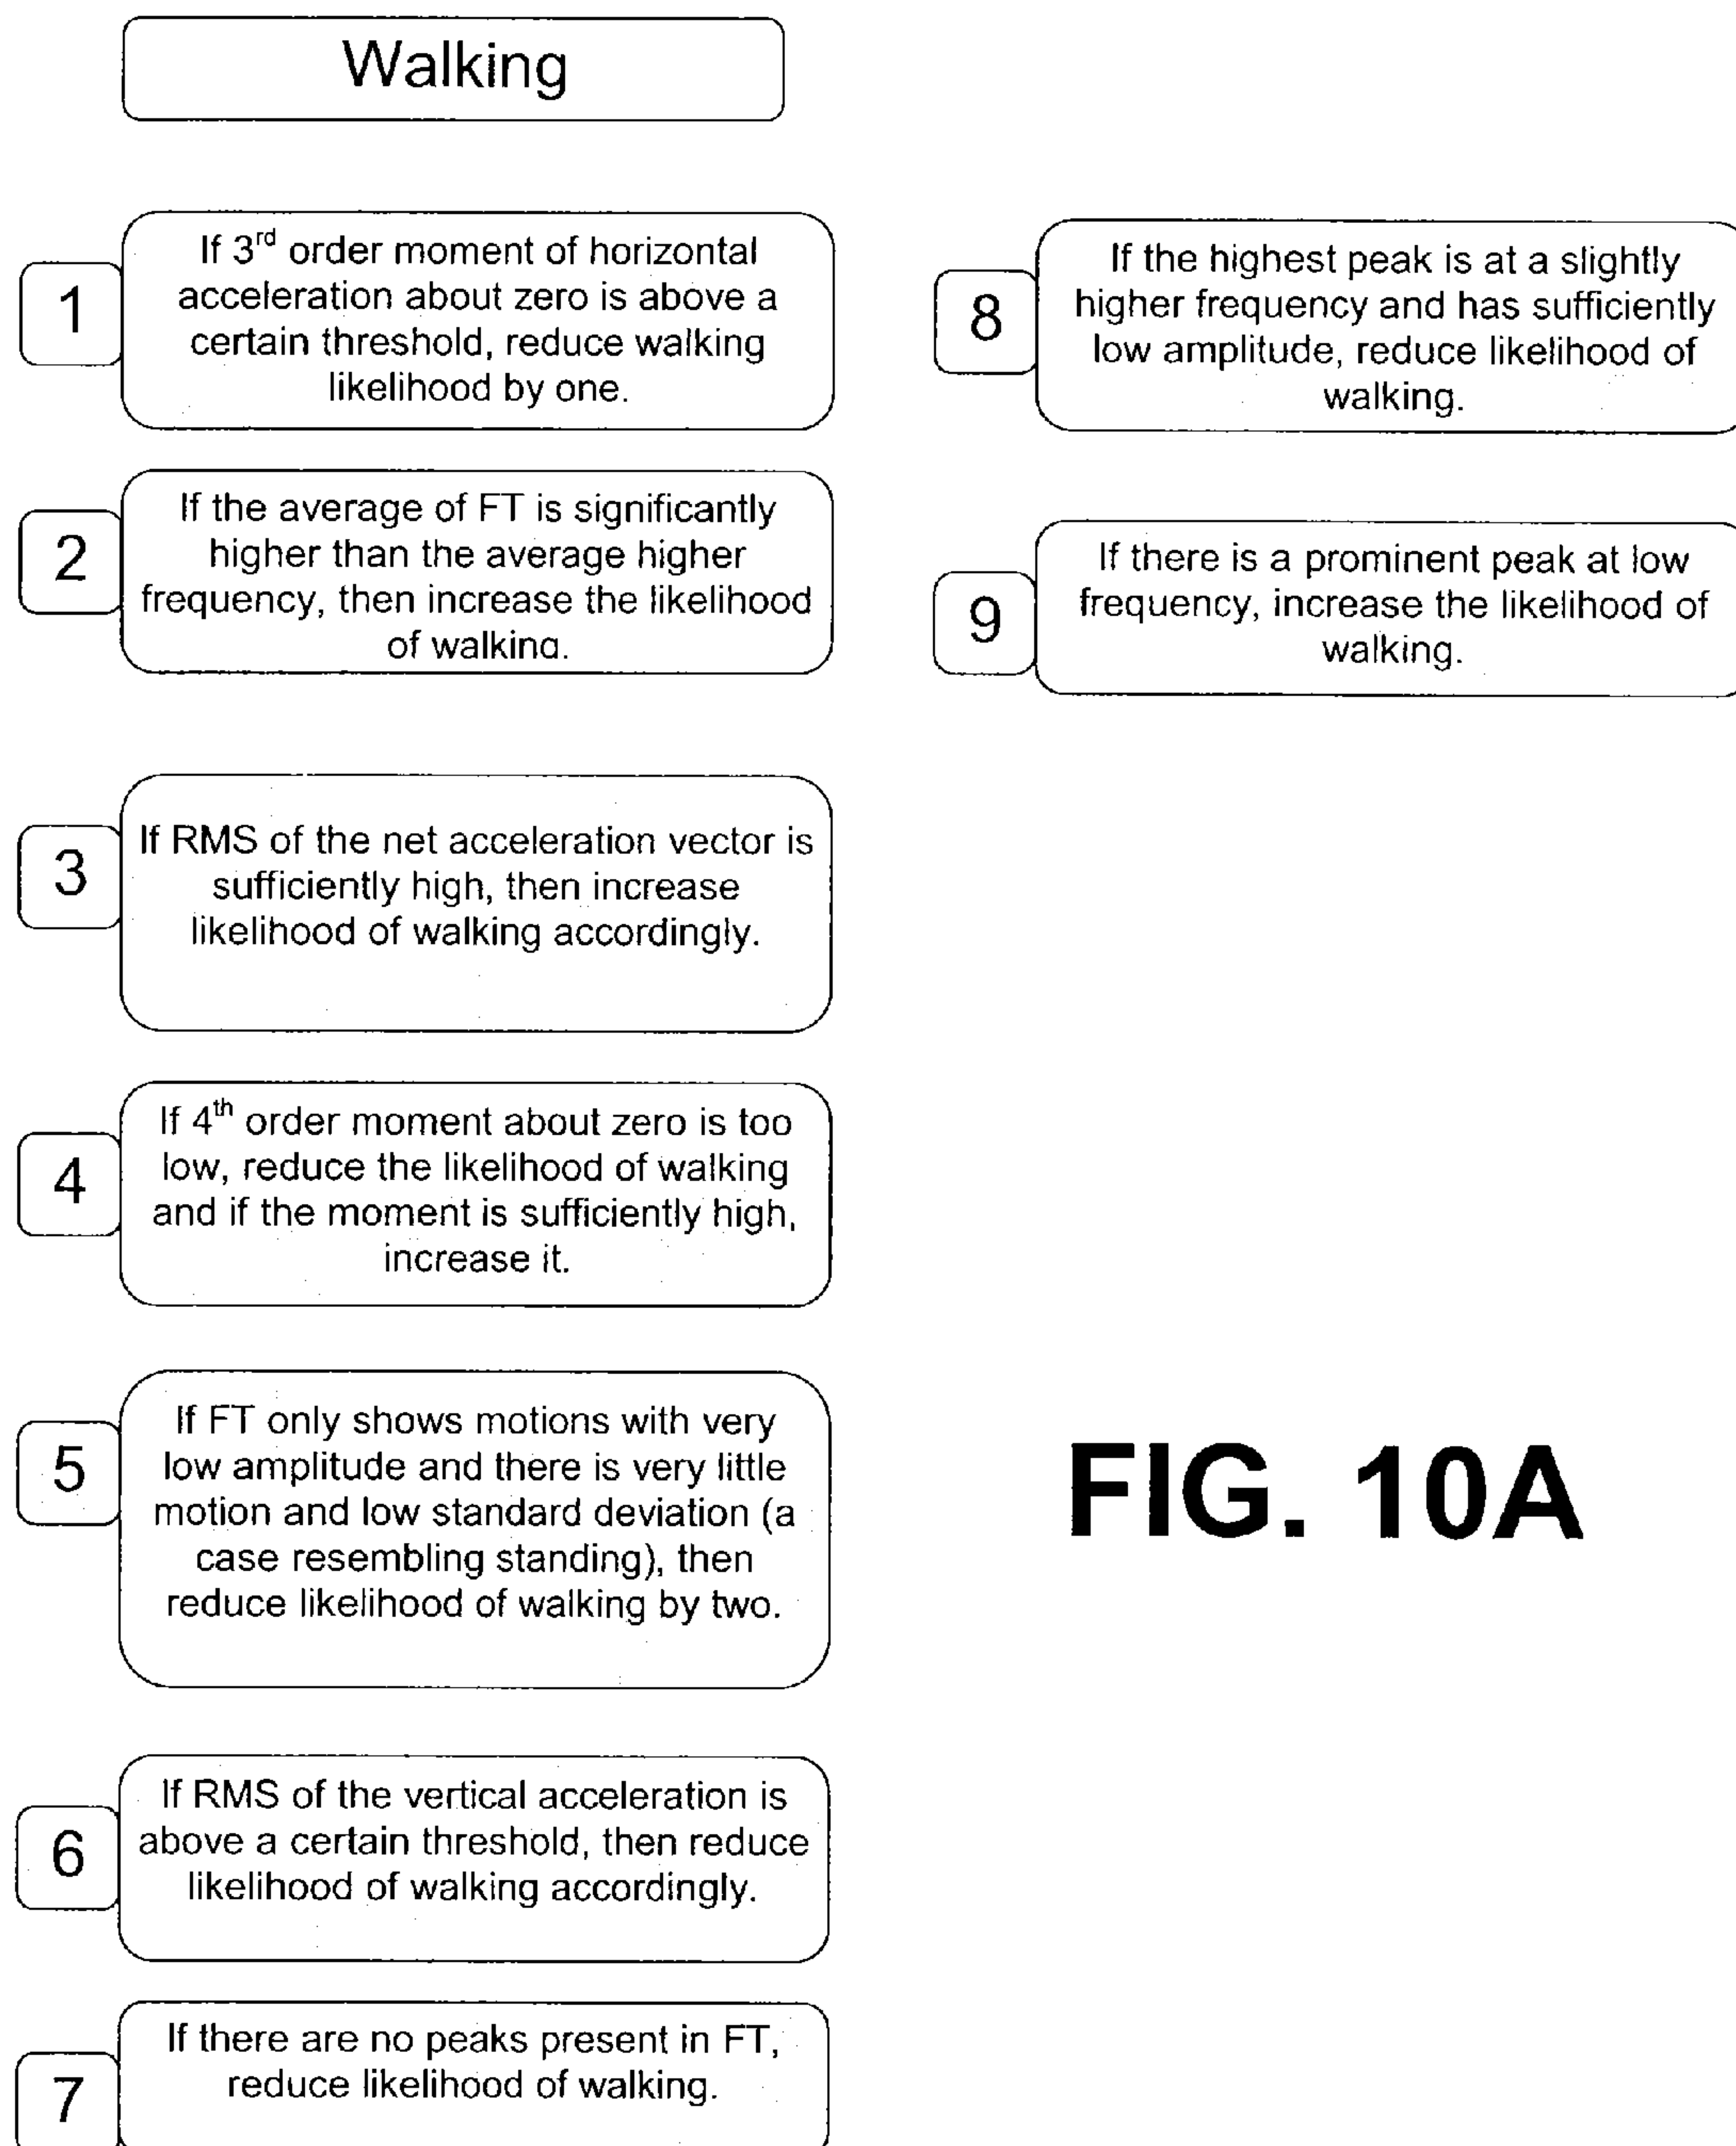 Walking
1
If 3rd order moment of horizontal
acceleration about zero is above a
certain threshold, reduce walking
likelihood by one.
2
If the average of FT is significantly
higher than the average higher
frequency, then increase the likelihood
of walking.
3
If RMS of the net acceleration vector is
sufficiently high, then increase
likelihood of walking accordingly.
4
If 4th order moment about zero is too
low, reduce the likelihood of walking
and if the moment is sufficiently high,
increase it.
5
If FT only shows motions with very
low amplitude and there is very little
motion and low standard deviation (a
case resembling standing), then
reduce likelihood of walking by two.
6
If RMS of the vertical acceleration is
above a certain threshold, then reduce
likelihood of walking accordingly.
7
If there are no peaks present in FT,
reduce likelihood of walking.
8
If the highest peak is at a slightly
higher frequency and has sufficiently
low amplitude, reduce likelihood of
walking.
9
If there is a prominent peak at low
frequency, increase the likelihood of
walking.
FIG. 10A